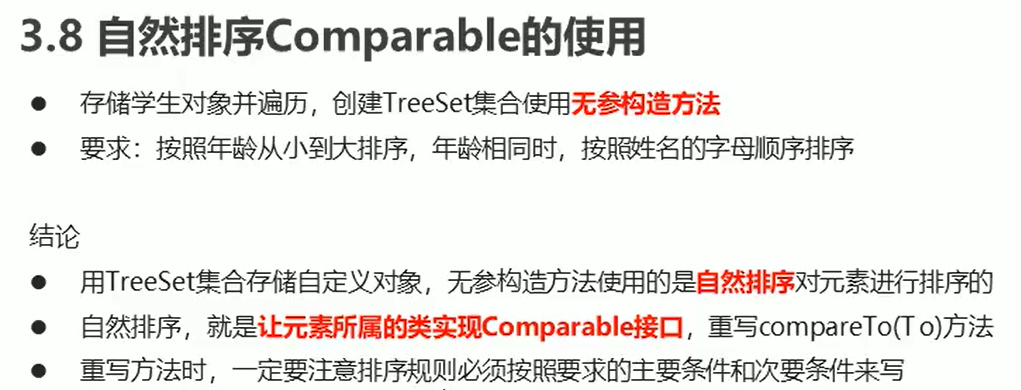 3.8 自然排序Comparable的使用
● 存储学生对象并遍历，创建TreeSet集合使用无参构造方法
● 要求：按照年龄从小到大排序，年龄相同时，按照姓名的字母顺序排序
结论
● 用TreeSet集合存储自定义对象，无参构造方法使用的是自然排序对元素进行排序的
● 自然排序，就是让元素所属的类实现Comparable接口，重写compareTo(T o)方法
● 重写方法时，一定要注意排序规则必须按照要求的主要条件和次要条件来写